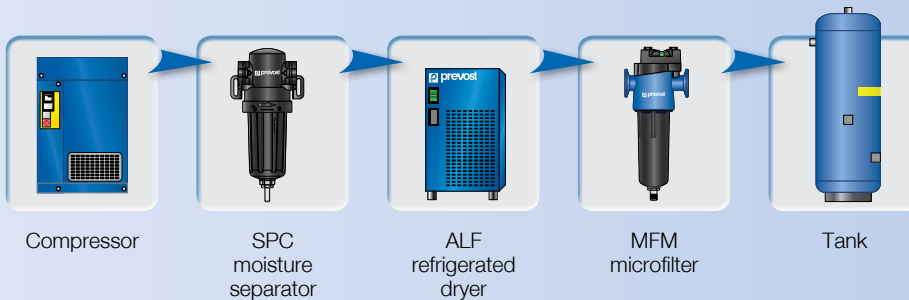 prevost
prevost
prevost
Compressor
SPC
moisture
separator
ALF
refrigerated
dryer
MFM
microfilter
Tank